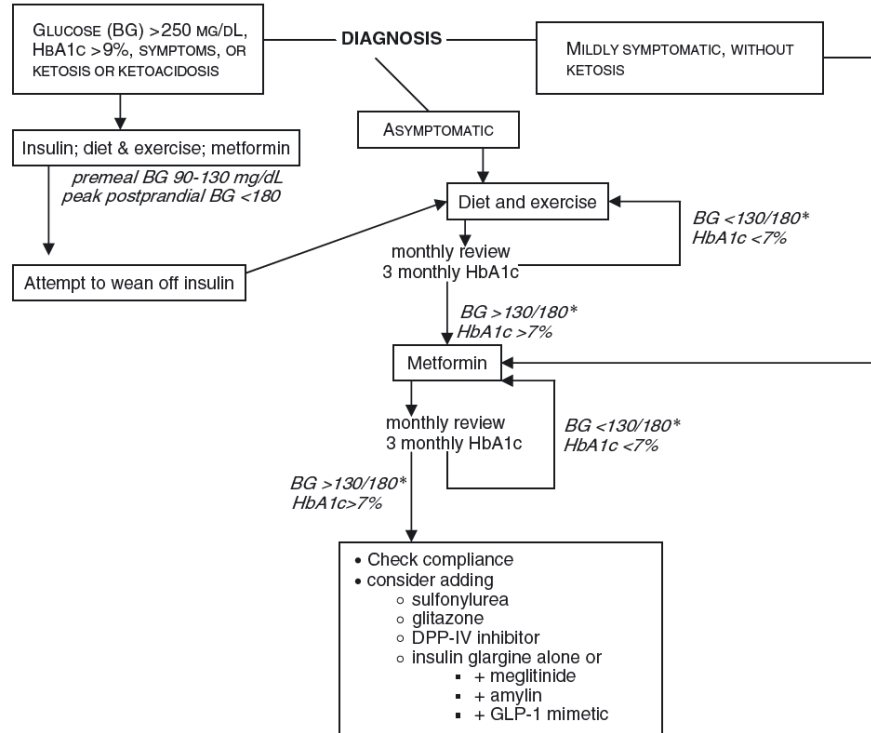 GLUCOSE (BG) >250 MG/DL,
HBA1C >9%, SYMPTOMS, OR
KETOSIS OR KETOACIDOSIS
DIAGNOSIS
MILDLY SYMPTOMATIC, WITHOUT
KETOSIS
ASYMPTOMATIC
Insulin; diet & exercise; metformin
premeal BG 90-130 mg/dL
peak postprandial BG <180
Diet and exercise
BG <130/180*
HbA1c <7%
monthly review
3 monthly HbA1c
Attempt to wean off insulin
BG >130/180*
HbA1c >7%
Metformin
monthly review
3 monthly HbA1c
BG <130/180*
HbA1c <7%
BG >130/180*
HbA1c>7%
• Check compliance
• consider adding
○ sulfonylurea
○ glitazone
○ DPP-IV inhibitor
○ insulin glargine alone or
▪ + meglitinide
▪ + amylin
▪ + GLP-1 mimetic